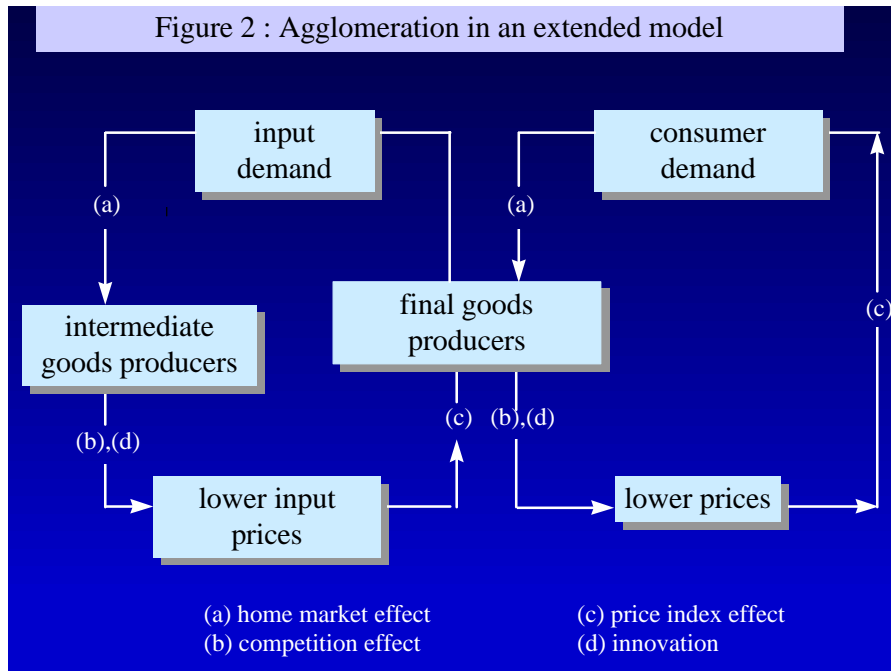 Figure 2 : Agglomeration in an extended model
input
demand
consumer
demand
(a)
(a)
intermediate
goods producers
final goods
producers
(c)
(b),(d)
(c)
(b),(d)
lower input
prices
lower prices
(a) home market effect
(b) competition effect
(c) price index effect
(d) innovation